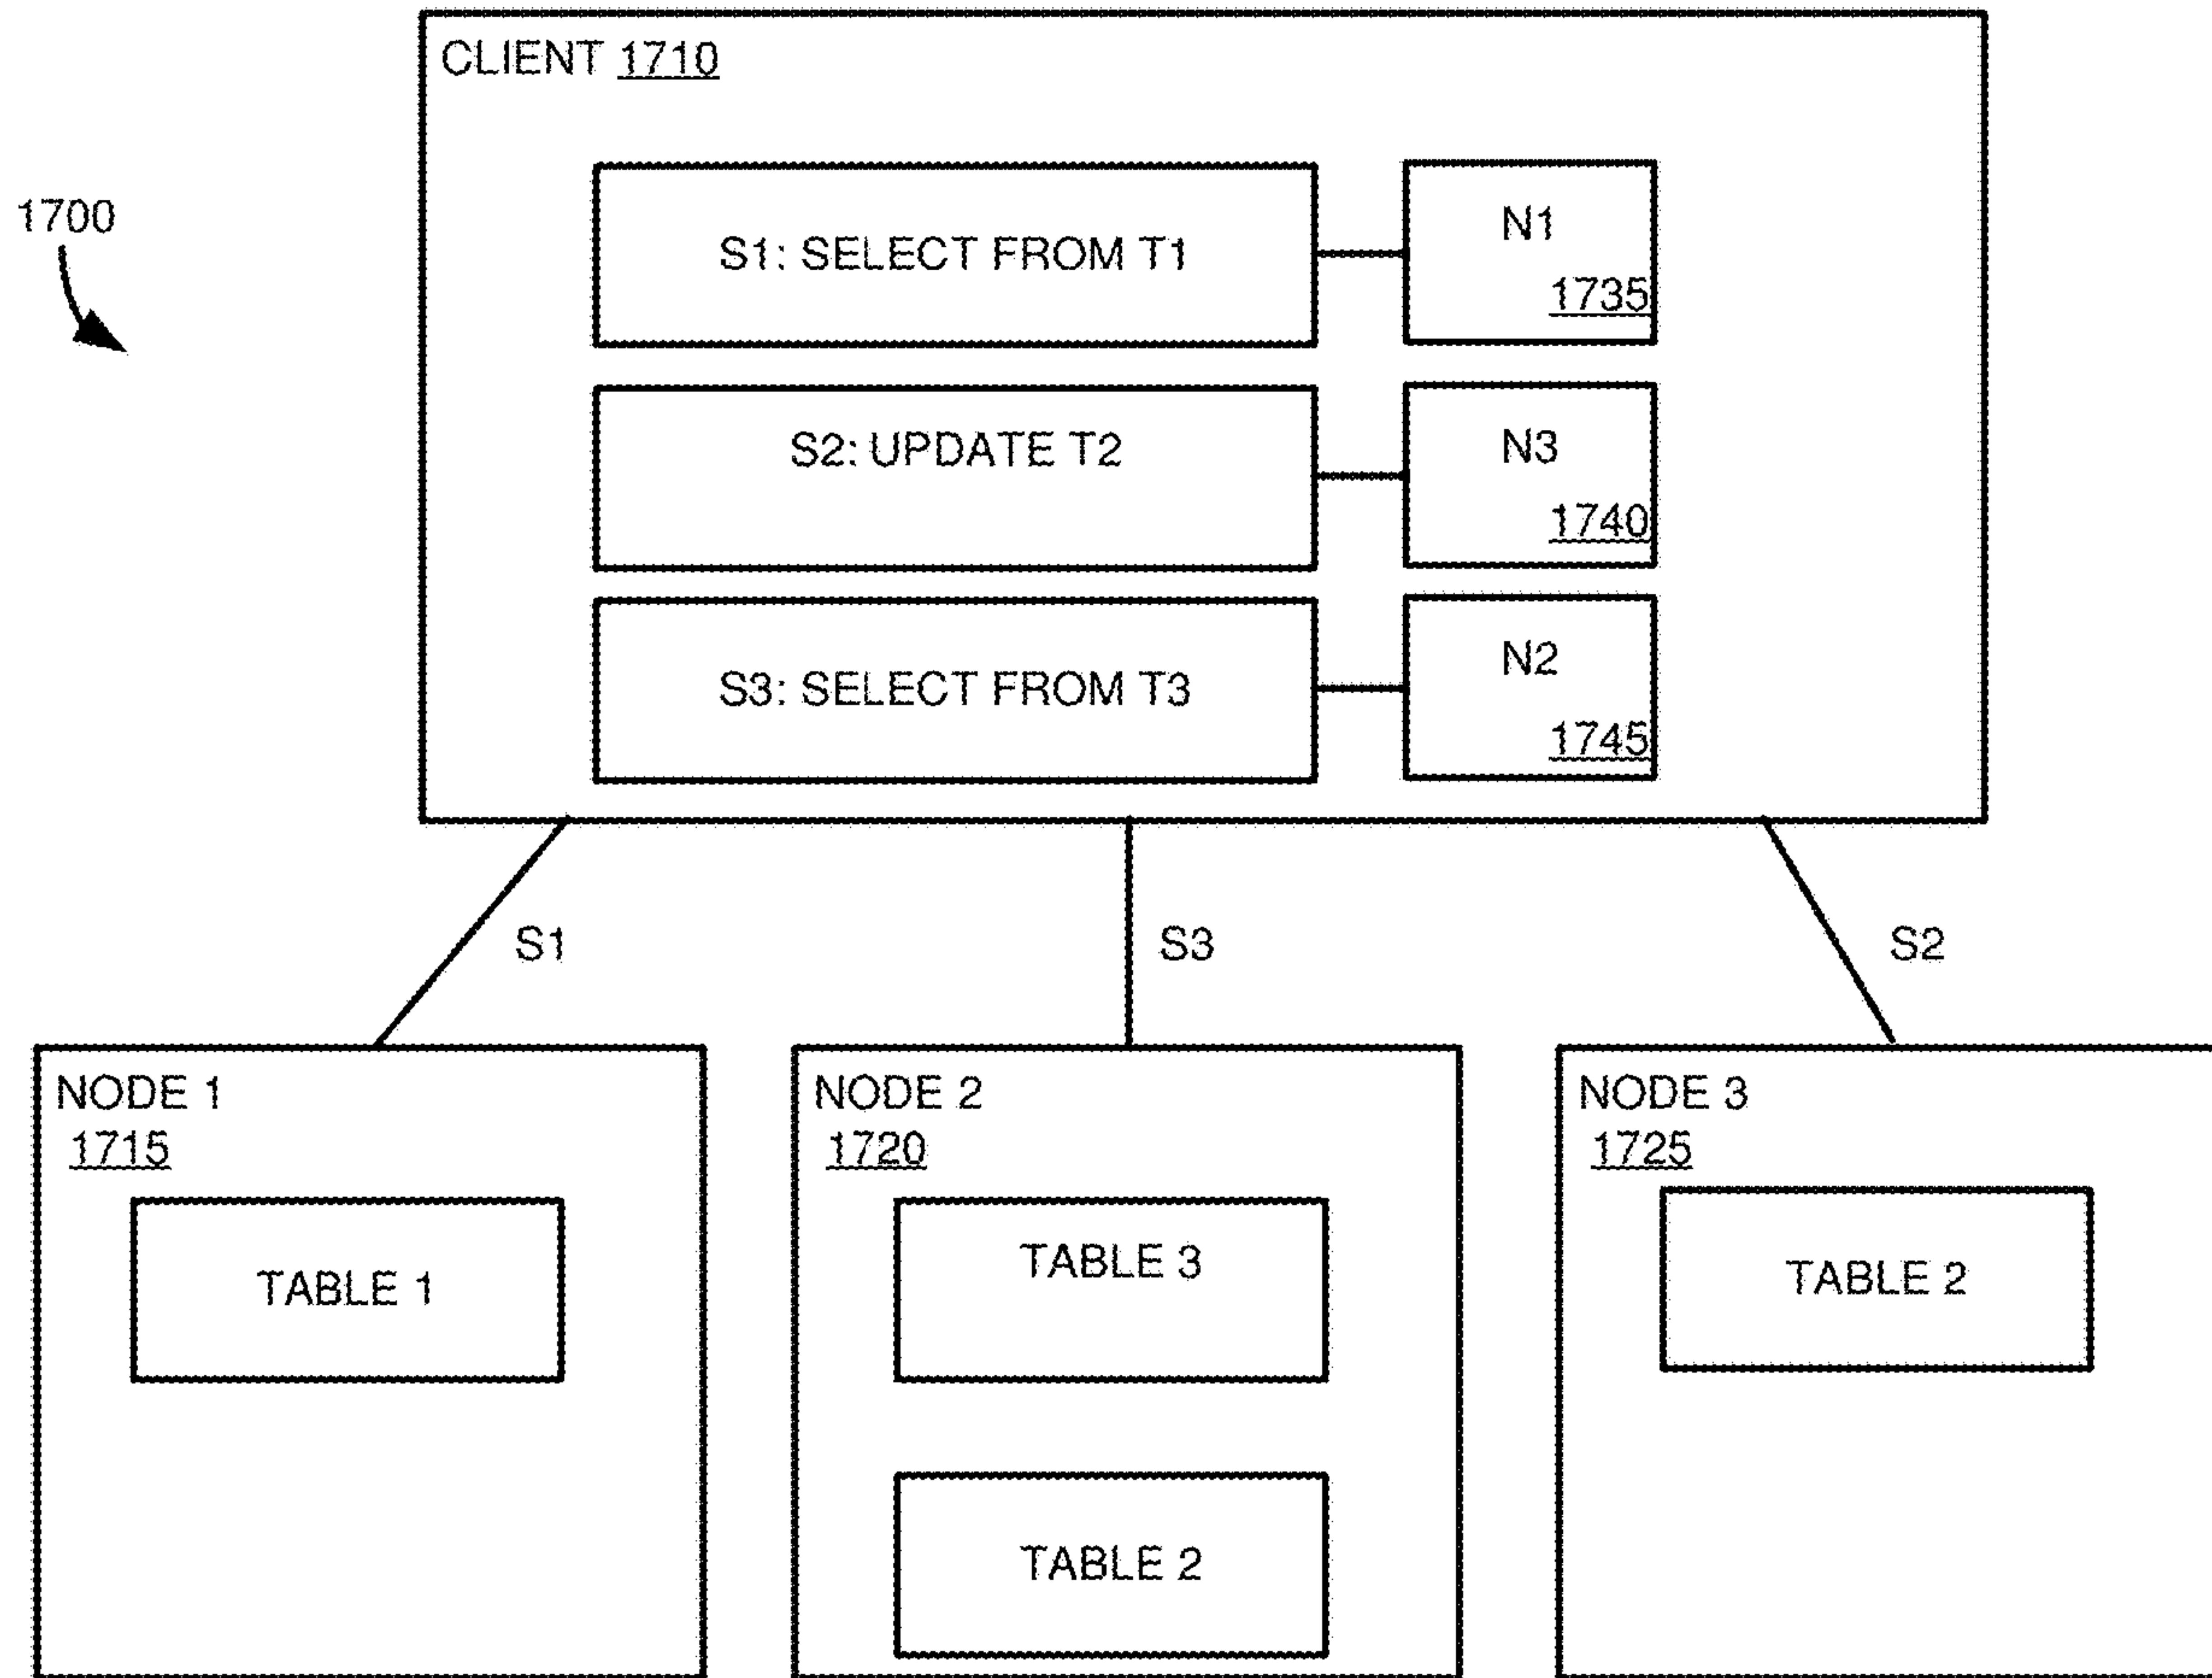 CLIENT 1710
1700
S1: SELECT FROM T1
N1
1735
S2: UPDATE T2
N3
1740
S3: SELECT FROM T3
N2
1745
S1
S3
S2
NODE 1
1715
TABLE 1
NODE 2
1720
TABLE 3
TABLE 2
NODE 3
1725
TABLE 2